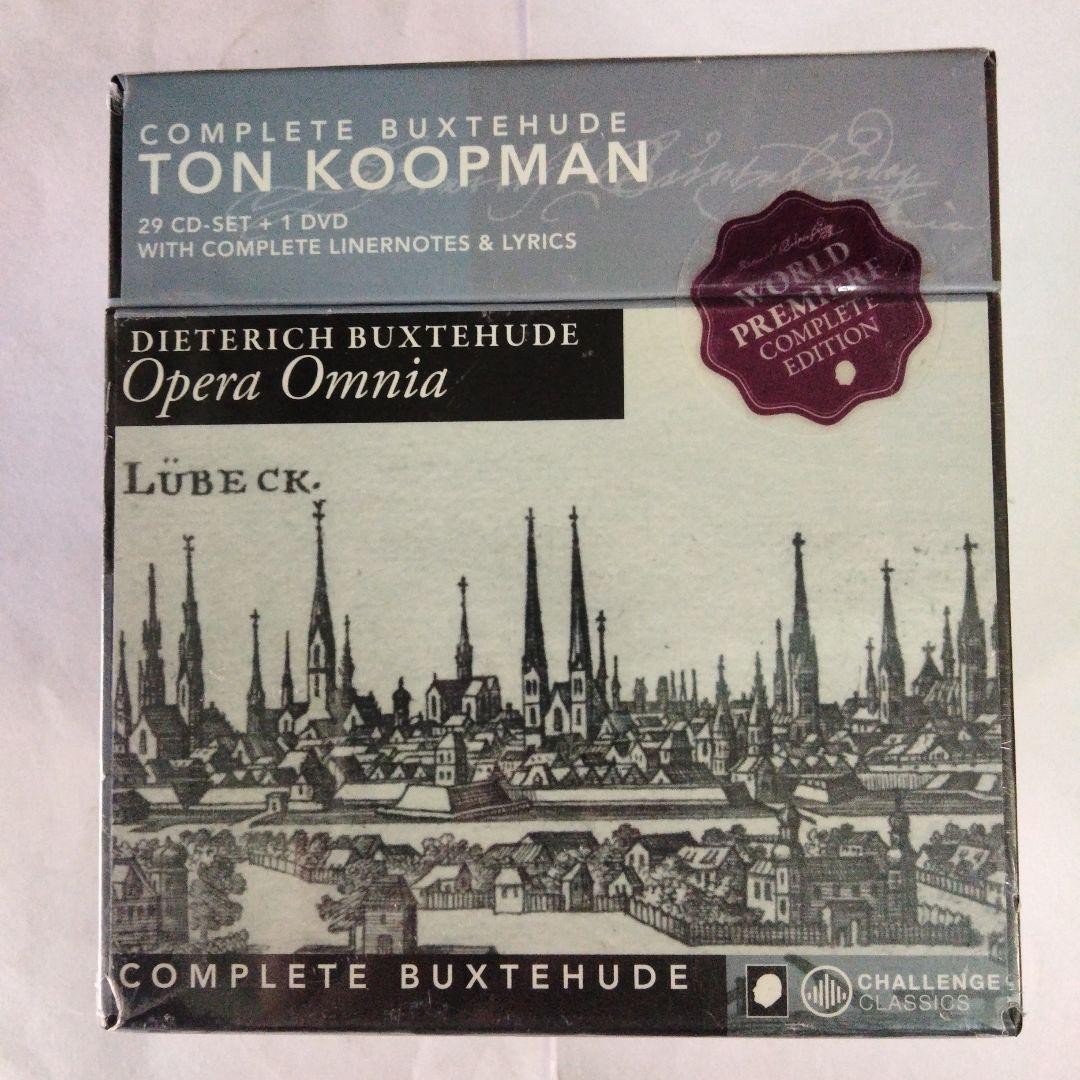 COMPLETE BUXTEHUDE
TON KOOPMAN
29 CD-SET + 1 DVD
WITH COMPLETE LINERNOTES & LYRICS
WORLD
PREMIERE
COMPLETE
EDITION
DIETERICH BUXTEHUDE
Opera Omnia
LÜBECK.
COMPLETE BUXTEHUDE
CHALLENGE
CLASSICS